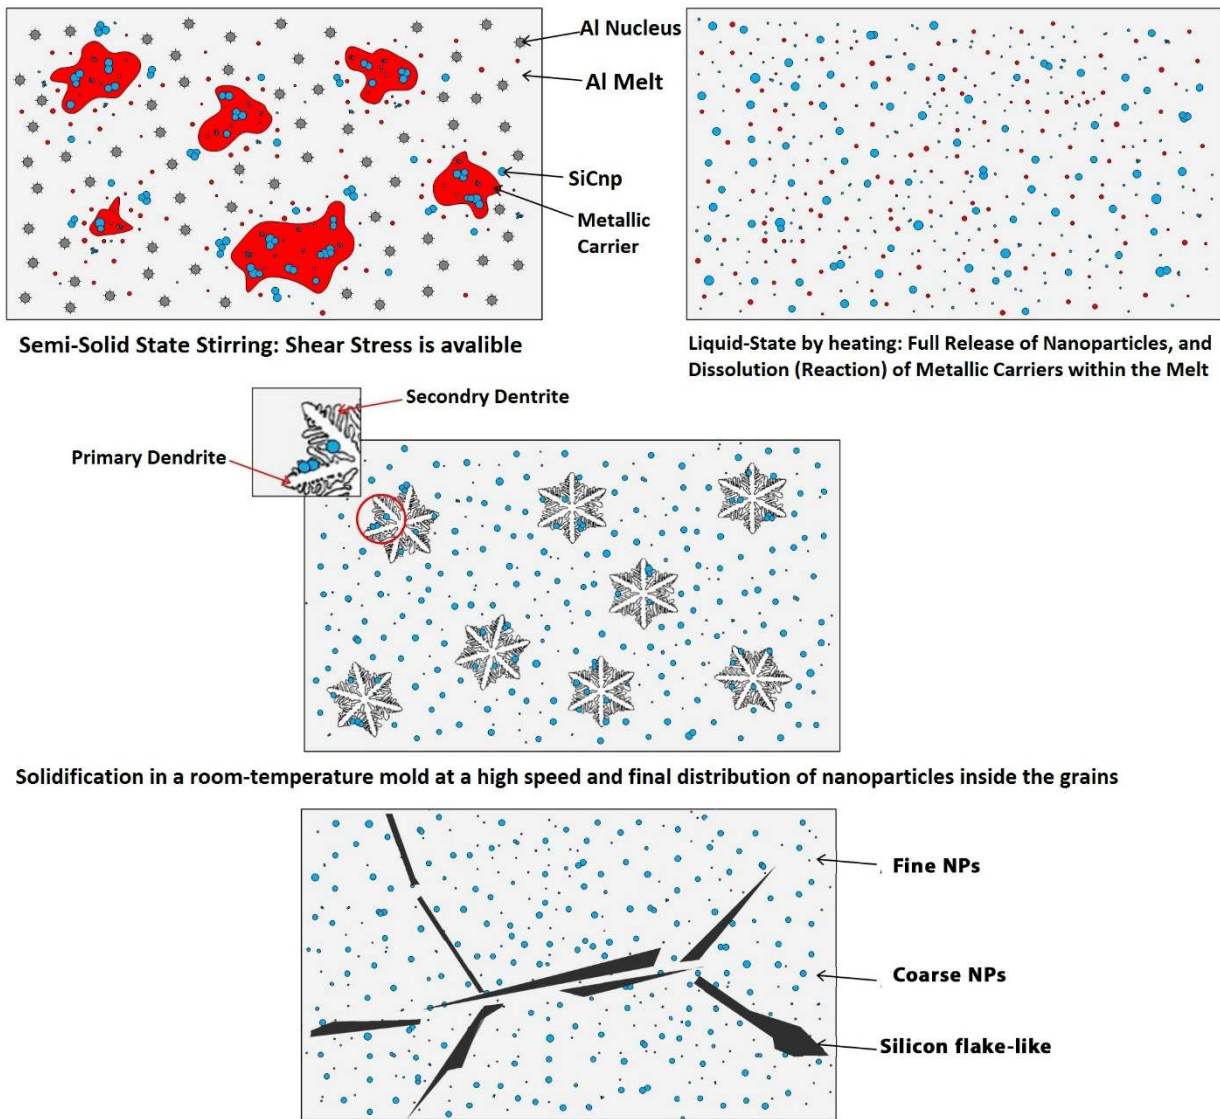 Al Nucleus
Al Melt
SiCnp
Metallic
Carrier
Semi-Solid State Stirring: Shear Stress is avalible
Liquid-State by heating: Full Release of Nanoparticles, and
Dissolution (Reaction) of Metallic Carriers within the Melt
Secondry Dentrite
Primary Dendrite
Solidification in a room-temperature mold at a high speed and final distribution of nanoparticles inside the grains
Fine NPs
Coarse NPs
Silicon flake-like